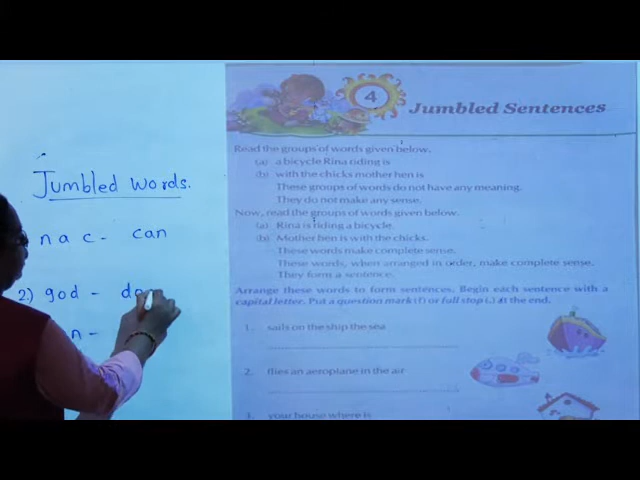 Jumbled words.
n a c - can
2.) god -
n -
4
Jumbled Sentences
Read the groups of words given below.
(a) a bicycle Rina riding is
(b) with the chicks mother hen is
These groups of words do not have any meaning.
They do not make any sense.
Now, read the groups of words given below.
(a) Rina is riding a bicycle.
(b) Mother hen is with the chicks.
These words make complete sense.
These words, when arranged in order, make complete sense.
They form a sentence.
Arrange these words to form sentences. Begin each sentence with a
capital letter. Put a question mark (?) or full stop (.) at the end.
1. sails on the ship the sea
2. flies an aeroplane in the air
3. your house where is